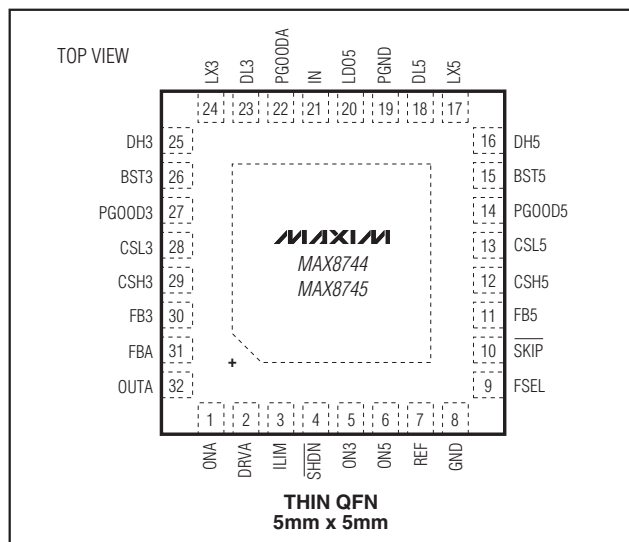 TOP VIEW
LX3
DL3
PGOODA
IN
LDO5
PGND
DL5
LX5
24 23 22 21 20 19 18 17
DH3 25
BST3 26
PGOOD3 27
CSL3 28
CSH3 29
FB3 30
FBA 31
OUTA 32
16 DH5
15 BST5
14 PGOOD5
13 CSL5
12 CSH5
11 FB5
10 SKIP
9 FSEL
MAXIM
MAX8744
MAX8745
+
1 2 3 4 5 6 7 8
ONA
DRVA
ILIM
SHDN
ON3
ON5
REF
GND
THIN QFN
5mm x 5mm